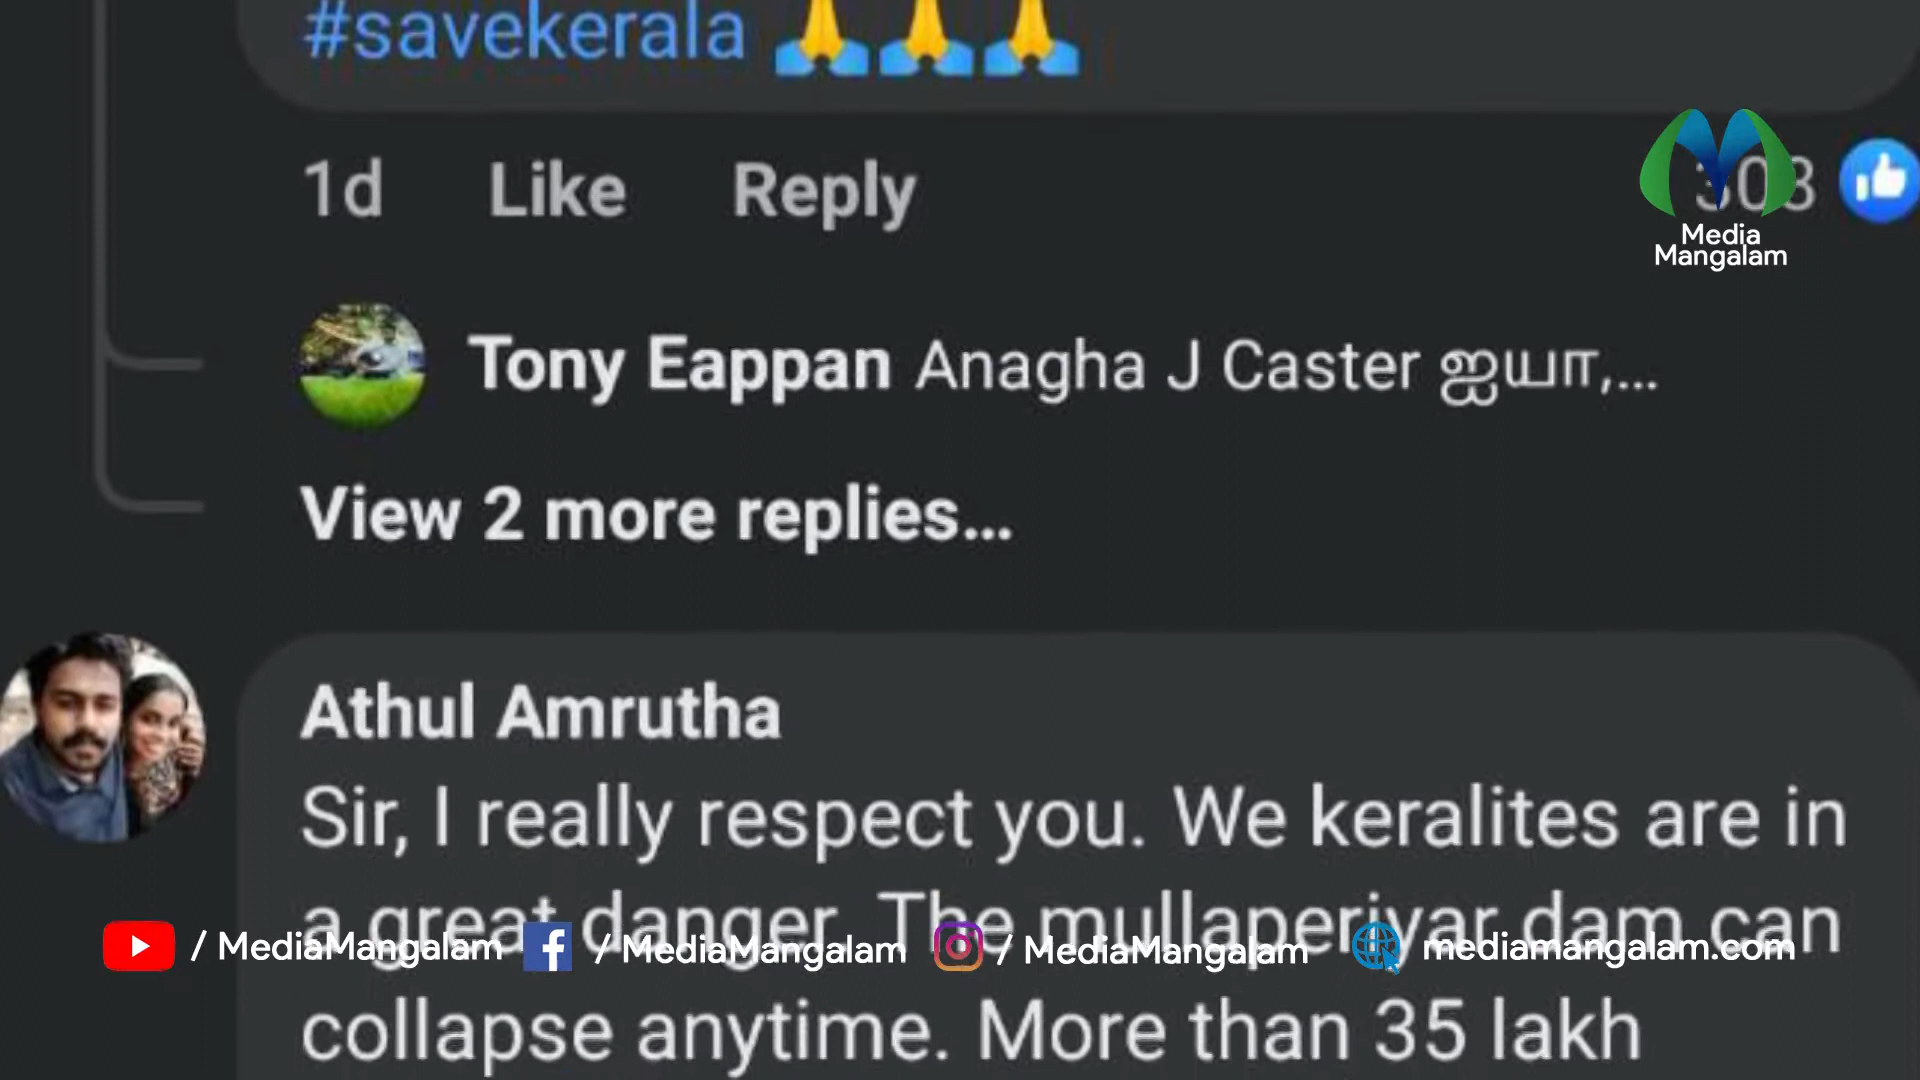 #savekerala 🙏🙏🙏
1d Like Reply 303
Media
Mangalam
Tony Eappan Anagha J Caster ஐயா,...
View 2 more replies...
Athul Amrutha
Sir, I really respect you. We keralites are in
a great danger. The mullaperiyar dam can
/ MediaMangalam / MediaMangalam / MediaMangalam mediamangalam.com
collapse anytime. More than 35 lakh